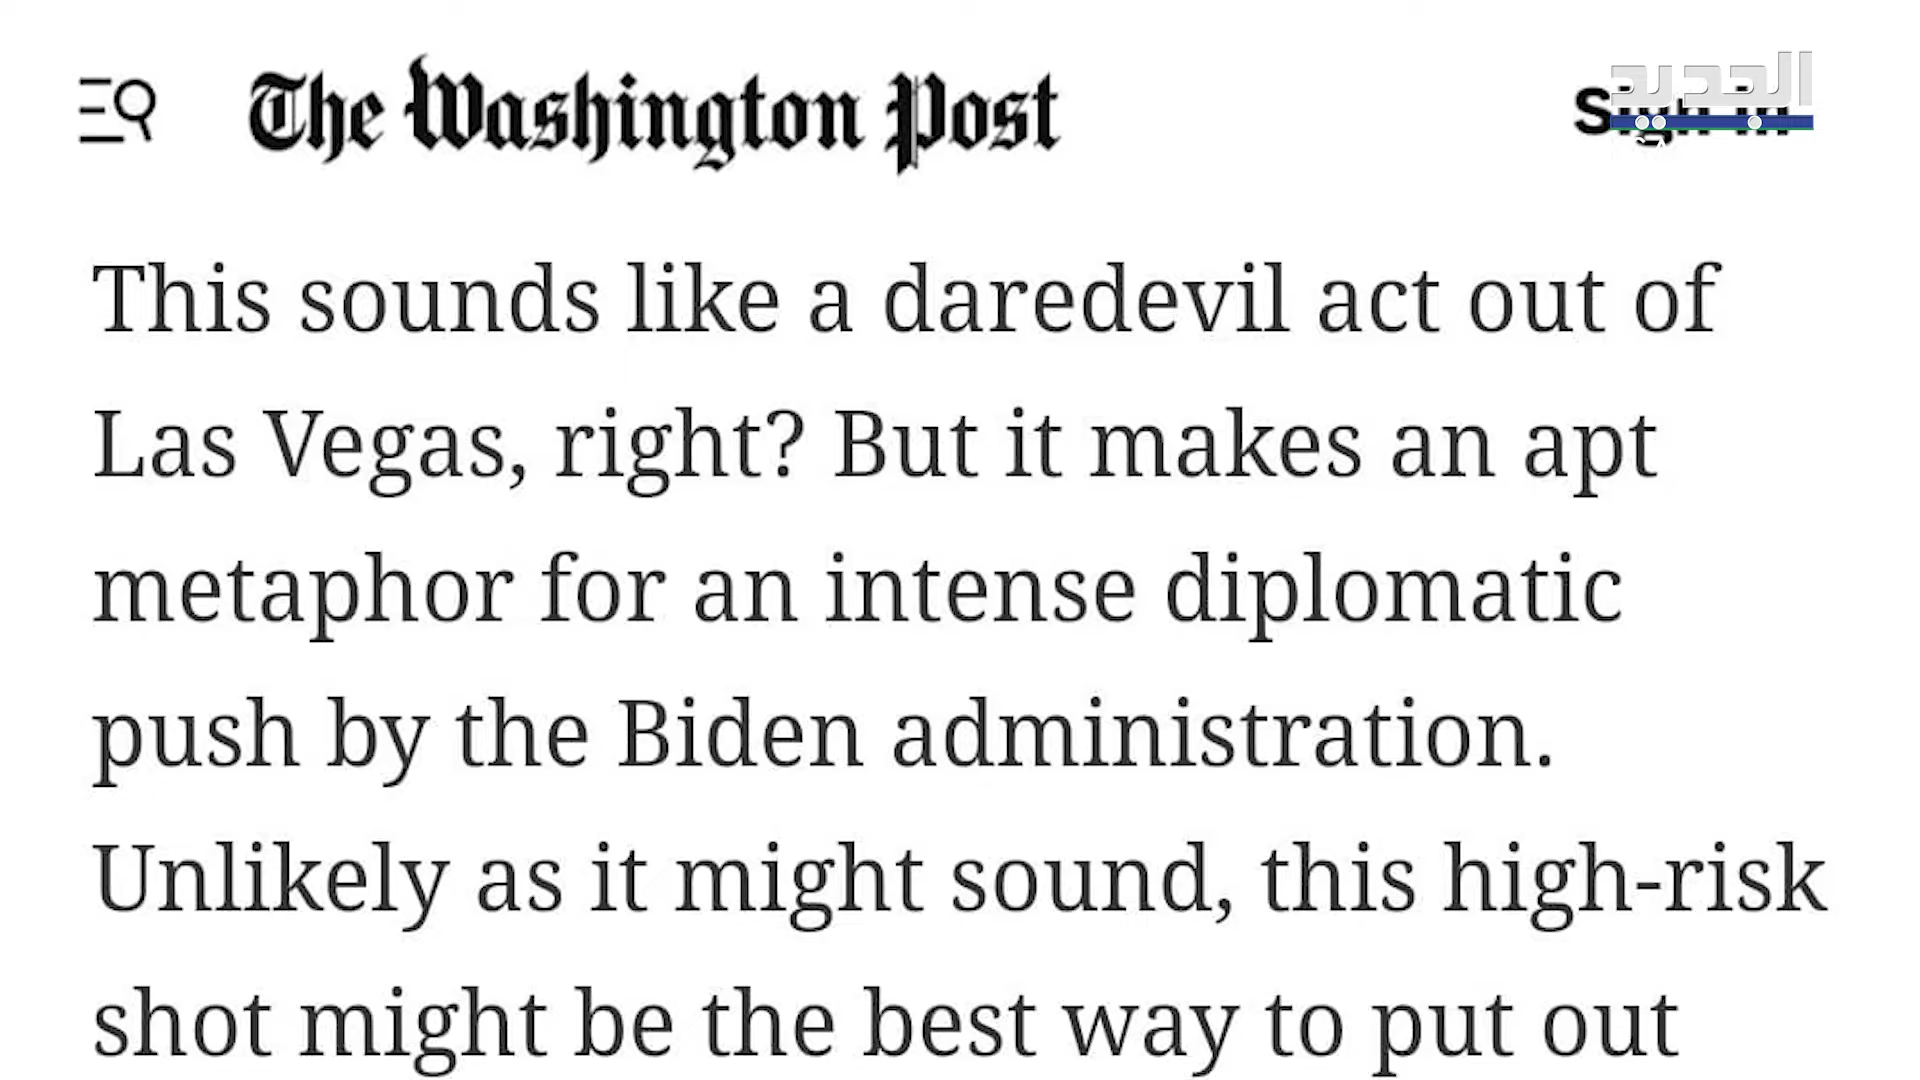 The Washington Post
الجديد
This sounds like a daredevil act out of
Las Vegas, right? But it makes an apt
metaphor for an intense diplomatic
push by the Biden administration.
Unlikely as it might sound, this high-risk
shot might be the best way to put out